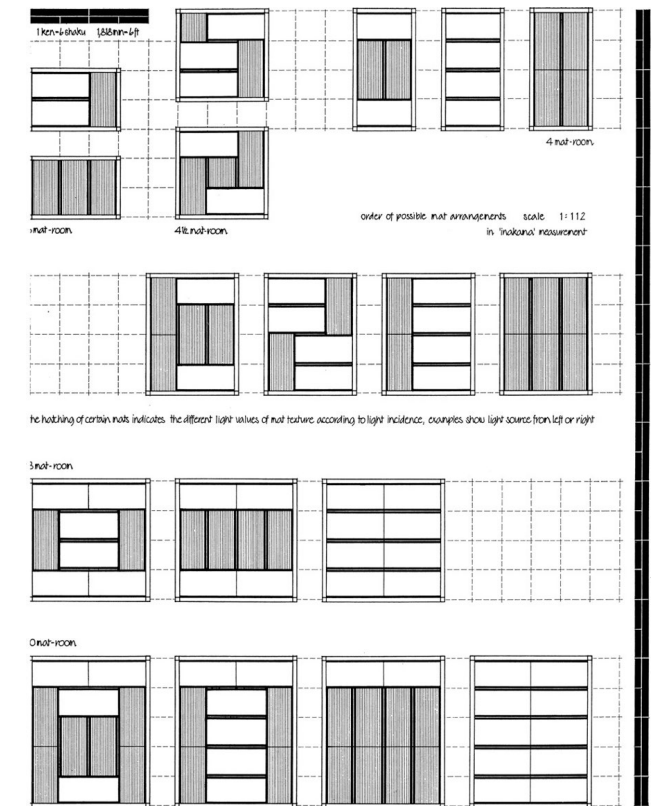 1 ken=6 shaku 1,818mm=6ft
4 mat-room
mat-room
4½ mat-room
order of possible mat arrangements scale 1:112
in 'inakama' measurement
he hatching of certain mats indicates the different light values of mat texture according to light incidence, examples show light source from left or right
mat-room
0 mat-room